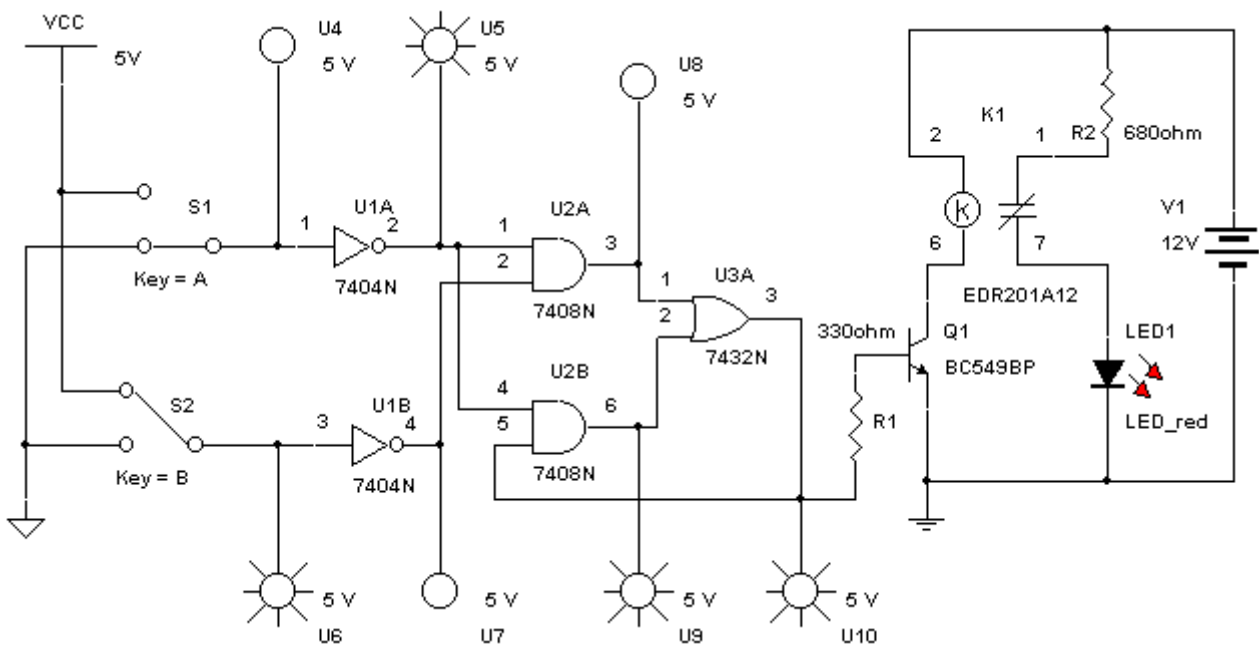 VCC
5V
U4
5 V
U5
5 V
U8
5 V
K1
2
1
R2
680ohm
K
V1
12V
6
7
EDR201A12
S1
Key = A
1
U1A
2
7404N
1
2
U2A
3
7408N
1
2
U3A
3
7432N
330ohm
Q1
BC549BP
LED1
LED_red
R1
S2
Key = B
3
U1B
4
7404N
4
5
U2B
6
7408N
5 V
U6
5 V
U7
5 V
U9
5 V
U10